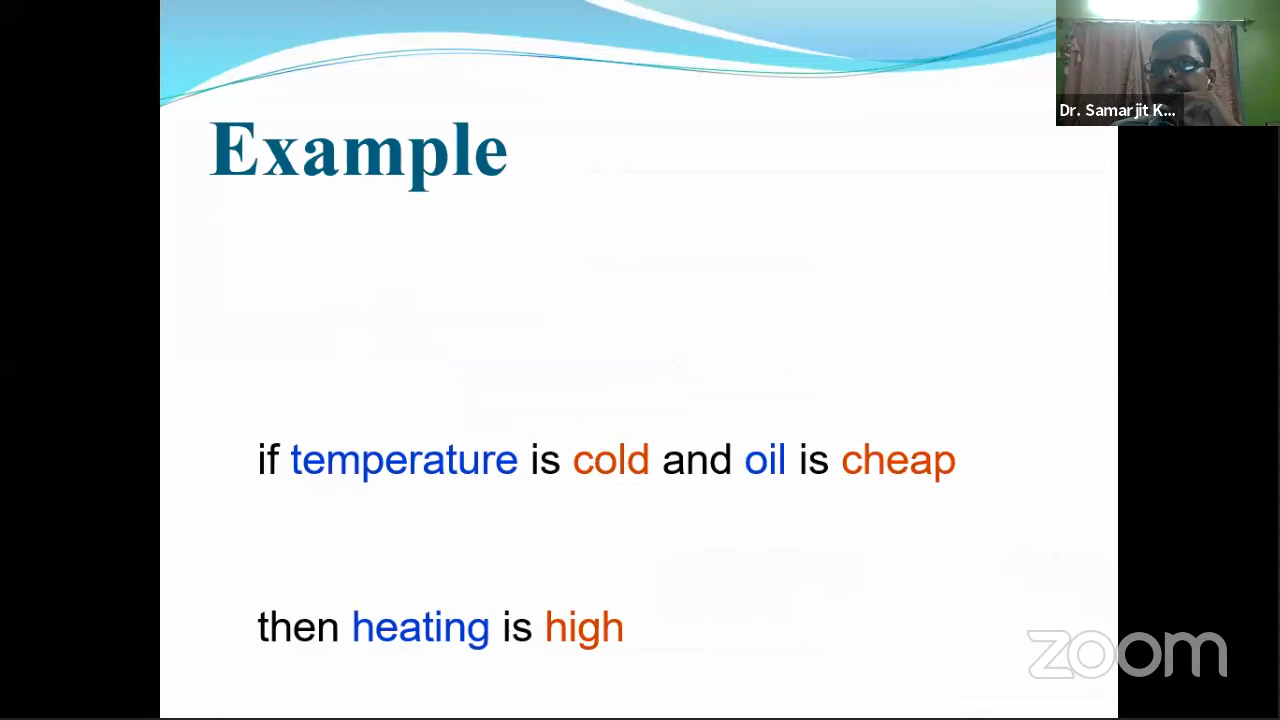 Dr. Samarjit K...
Example
if temperature is cold and oil is cheap
then heating is high
zoom